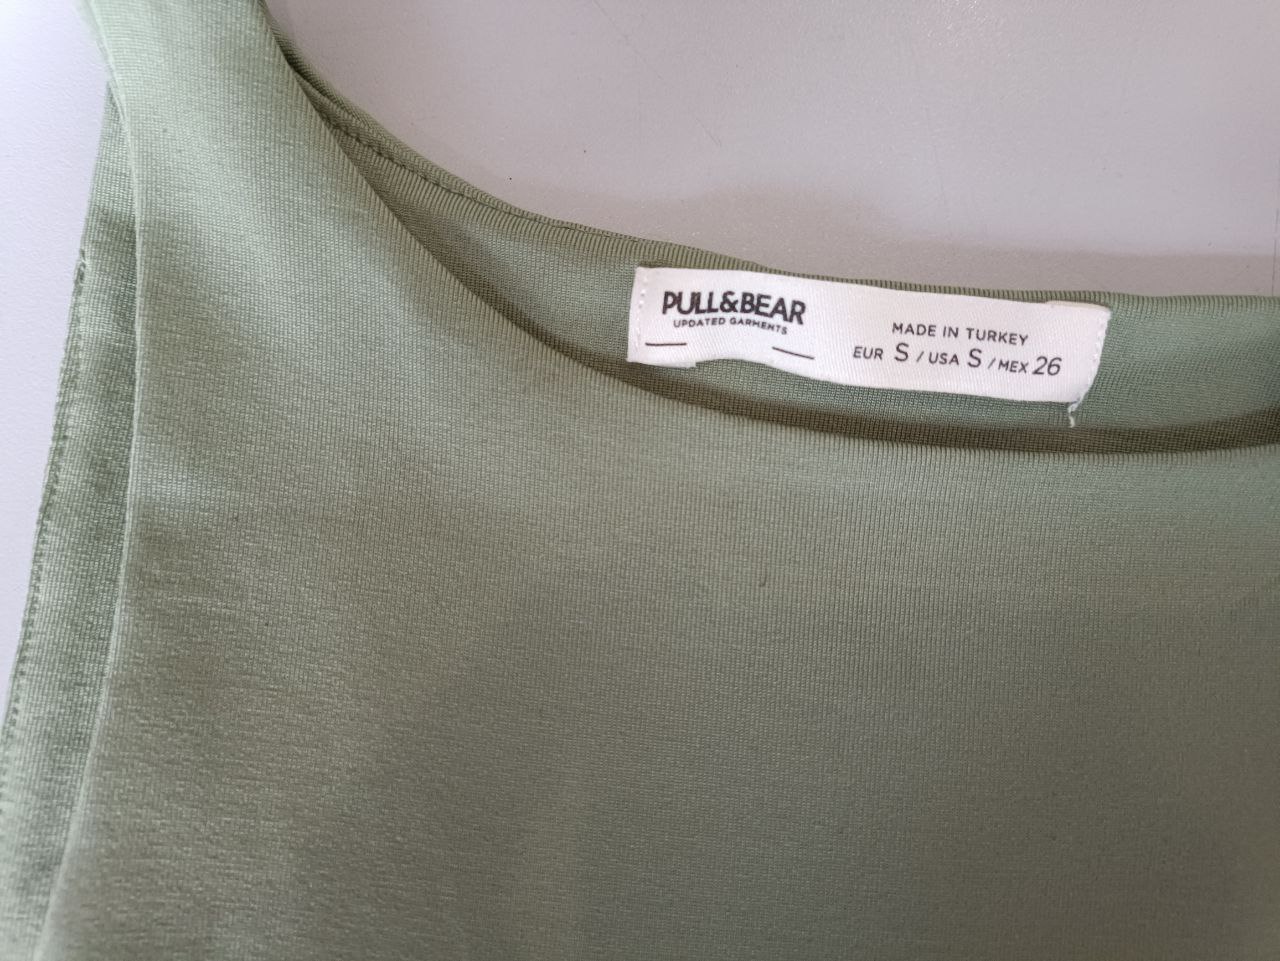 PULL&BEAR
UPDATED GARMENTS
MADE IN TURKEY
EUR S / USA S / MEX 26